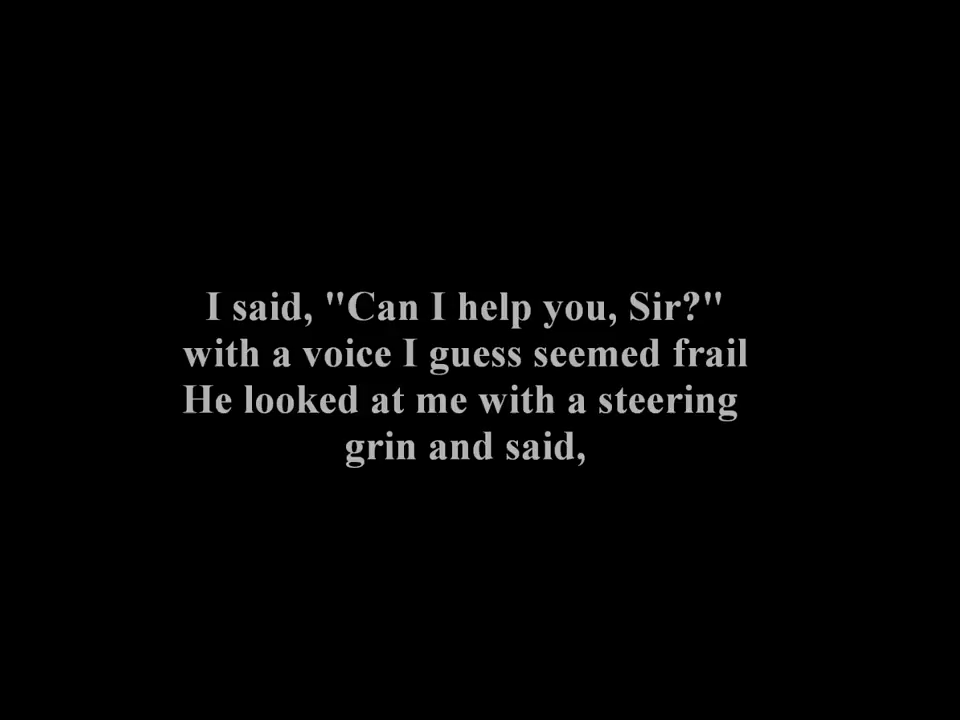 I said, "Can I help you, Sir?"
with a voice I guess seemed frail
He looked at me with a steering
grin and said,